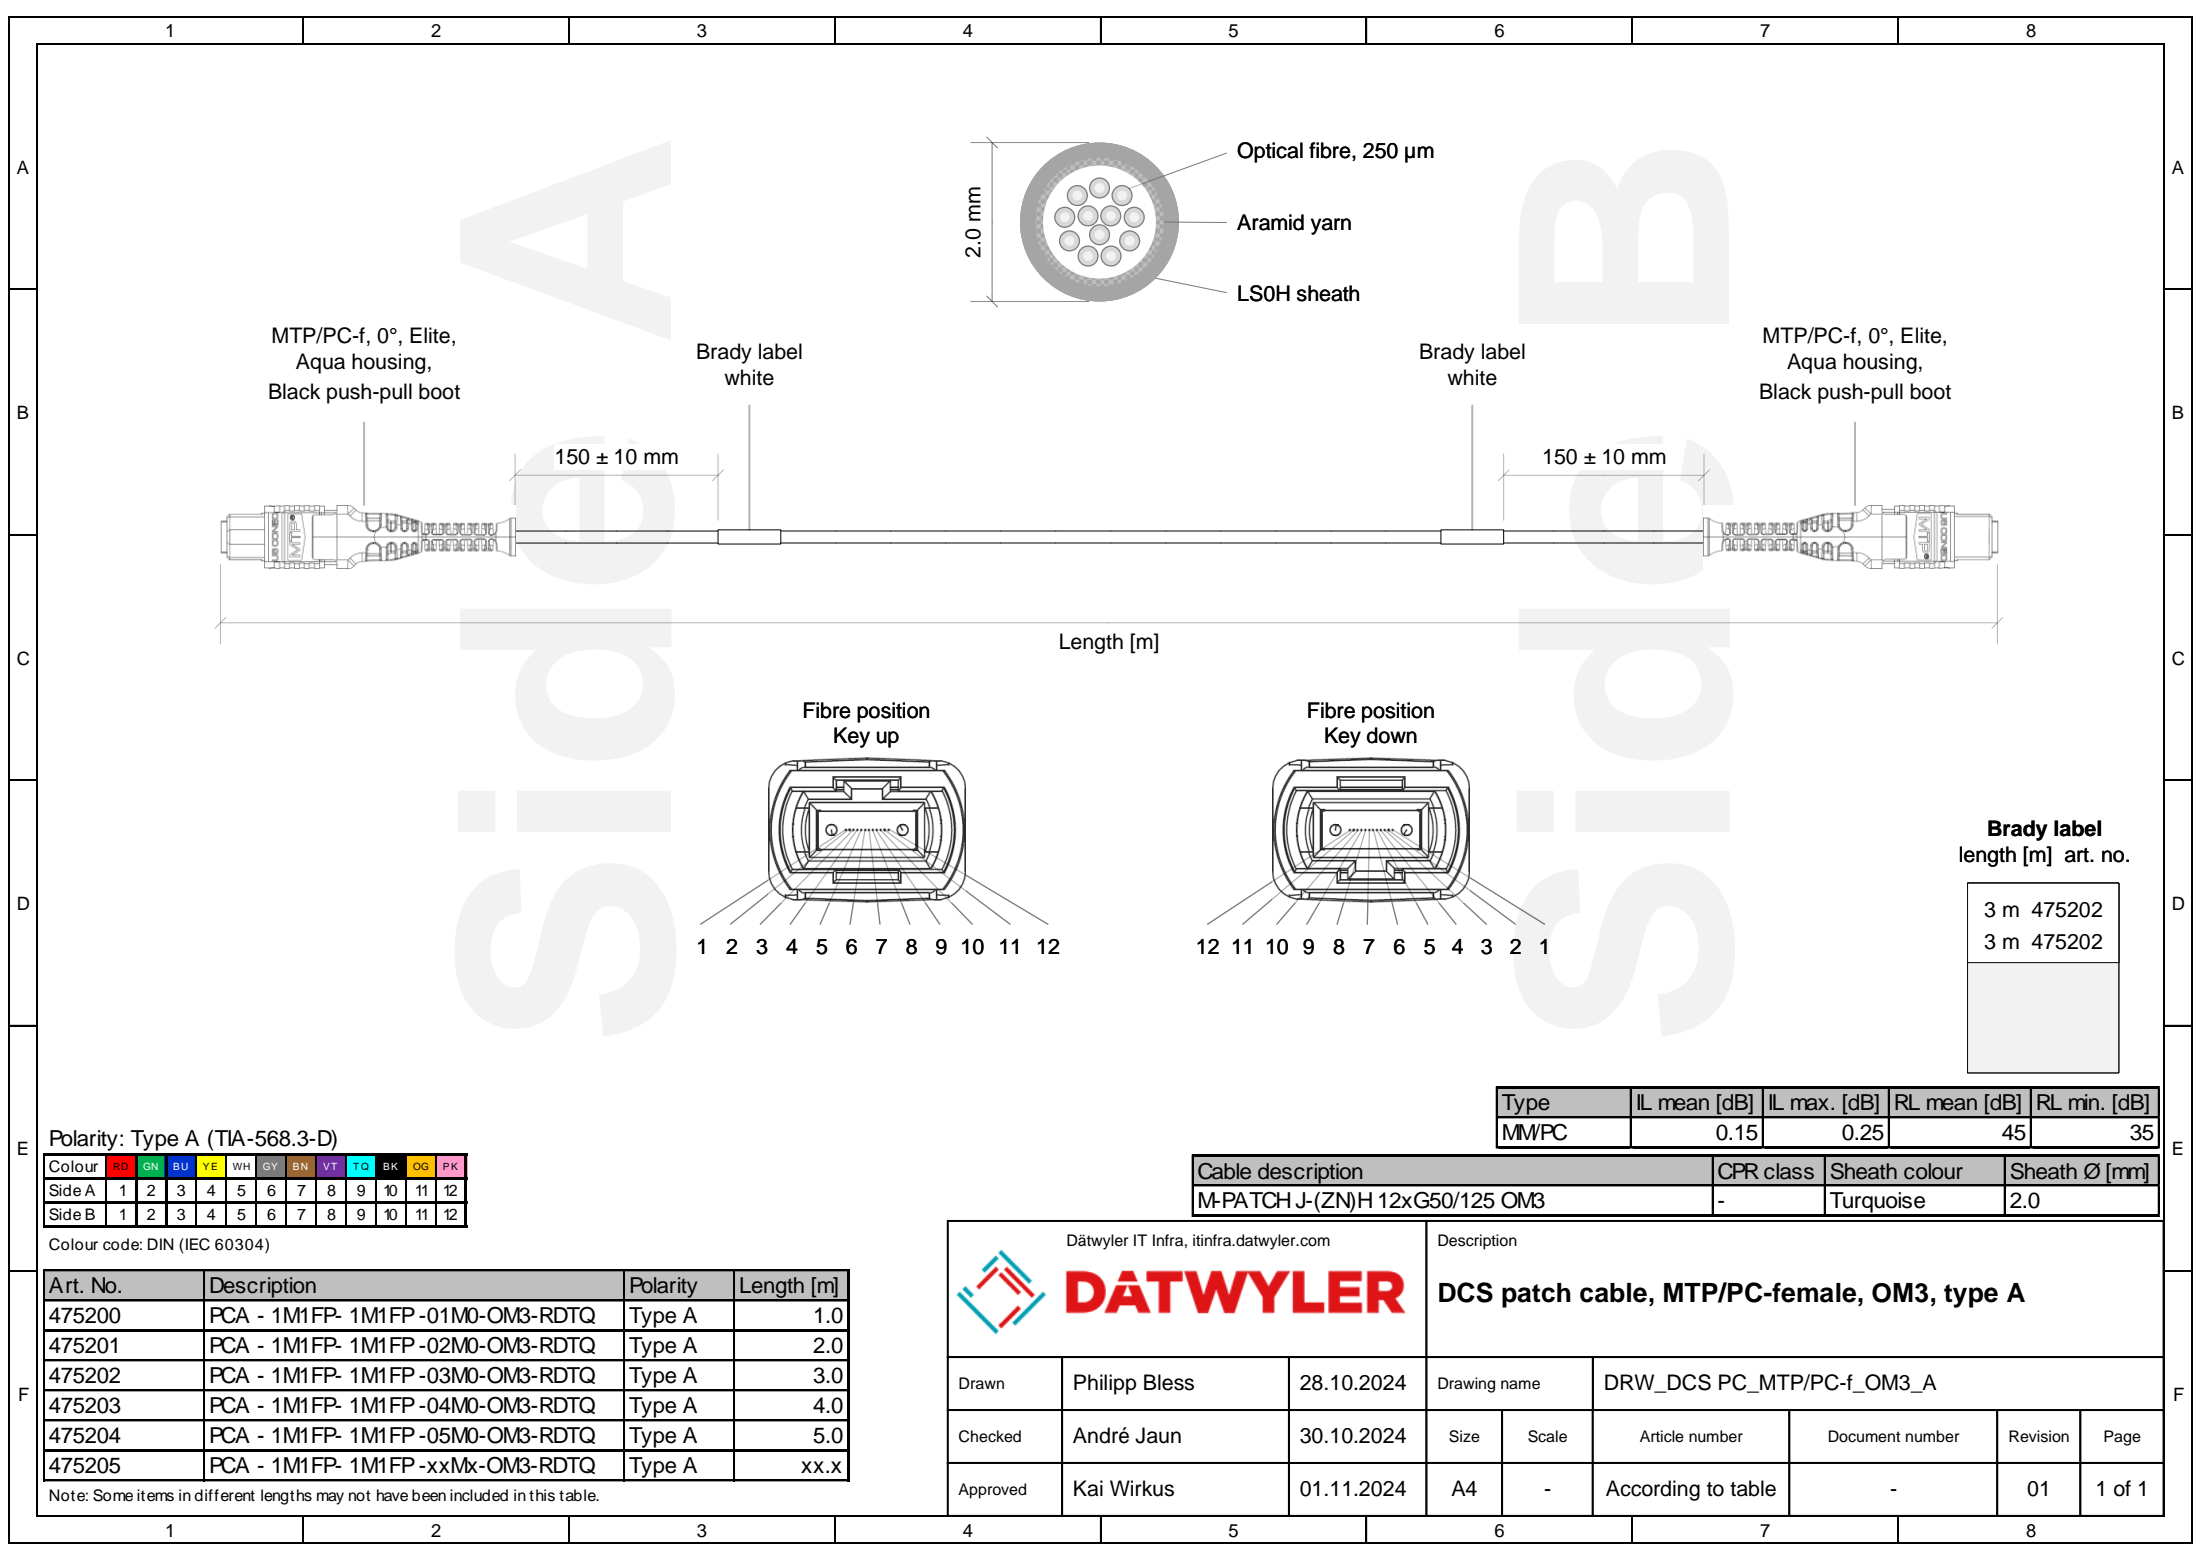 1 2 3 4 5 6 7 8
A
A
B
B
C
C
D
D
E
E
F
F
Side A
Side B
Optical fibre, 250 µm
Aramid yarn
LS0H sheath
2.0 mm
MTP/PC-f, 0°, Elite,
Aqua housing,
Black push-pull boot
Brady label
white
Brady label
white
MTP/PC-f, 0°, Elite,
Aqua housing,
Black push-pull boot
150 ± 10 mm
150 ± 10 mm
MTP®
MTP®
Length [m]
Fibre position
Key up
1 2 3 4 5 6 7 8 9 10 11 12
Fibre position
Key down
12 11 10 9 8 7 6 5 4 3 2 1
Brady label
length [m] art. no.
3 m 475202
3 m 475202
Type IL mean [dB] IL max. [dB] RL mean [dB] RL min. [dB]
MM/PC 0.15 0.25 45 35
Cable description CPR class Sheath colour Sheath Ø [mm]
M-PATCH J-(ZN)H 12xG50/125 OM3 - Turquoise 2.0
Polarity: Type A (TIA-568.3-D)
Colour RD GN BU YE WH GY BN VT TQ BK OG PK
Side A 1 2 3 4 5 6 7 8 9 10 11 12
Side B 1 2 3 4 5 6 7 8 9 10 11 12
Colour code: DIN (IEC 60304)
Art. No. Description Polarity Length [m]
475200 PCA - 1M1FP- 1M1FP -01M0-OM3-RDTQ Type A 1.0
475201 PCA - 1M1FP- 1M1FP -02M0-OM3-RDTQ Type A 2.0
475202 PCA - 1M1FP- 1M1FP -03M0-OM3-RDTQ Type A 3.0
475203 PCA - 1M1FP- 1M1FP -04M0-OM3-RDTQ Type A 4.0
475204 PCA - 1M1FP- 1M1FP -05M0-OM3-RDTQ Type A 5.0
475205 PCA - 1M1FP- 1M1FP -xxMx-OM3-RDTQ Type A xx.x
Note: Some items in different lengths may not have been included in this table.
Dätwyler IT Infra, itinfra.datwyler.com
DÄTWYLER
Description
DCS patch cable, MTP/PC-female, OM3, type A
Drawn Philipp Bless 28.10.2024 Drawing name DRW_DCS PC_MTP/PC-f_OM3_A
Checked André Jaun 30.10.2024 Size Scale Article number Document number Revision Page
Approved Kai Wirkus 01.11.2024 A4 - According to table - 01 1 of 1
1 2 3 4 5 6 7 8